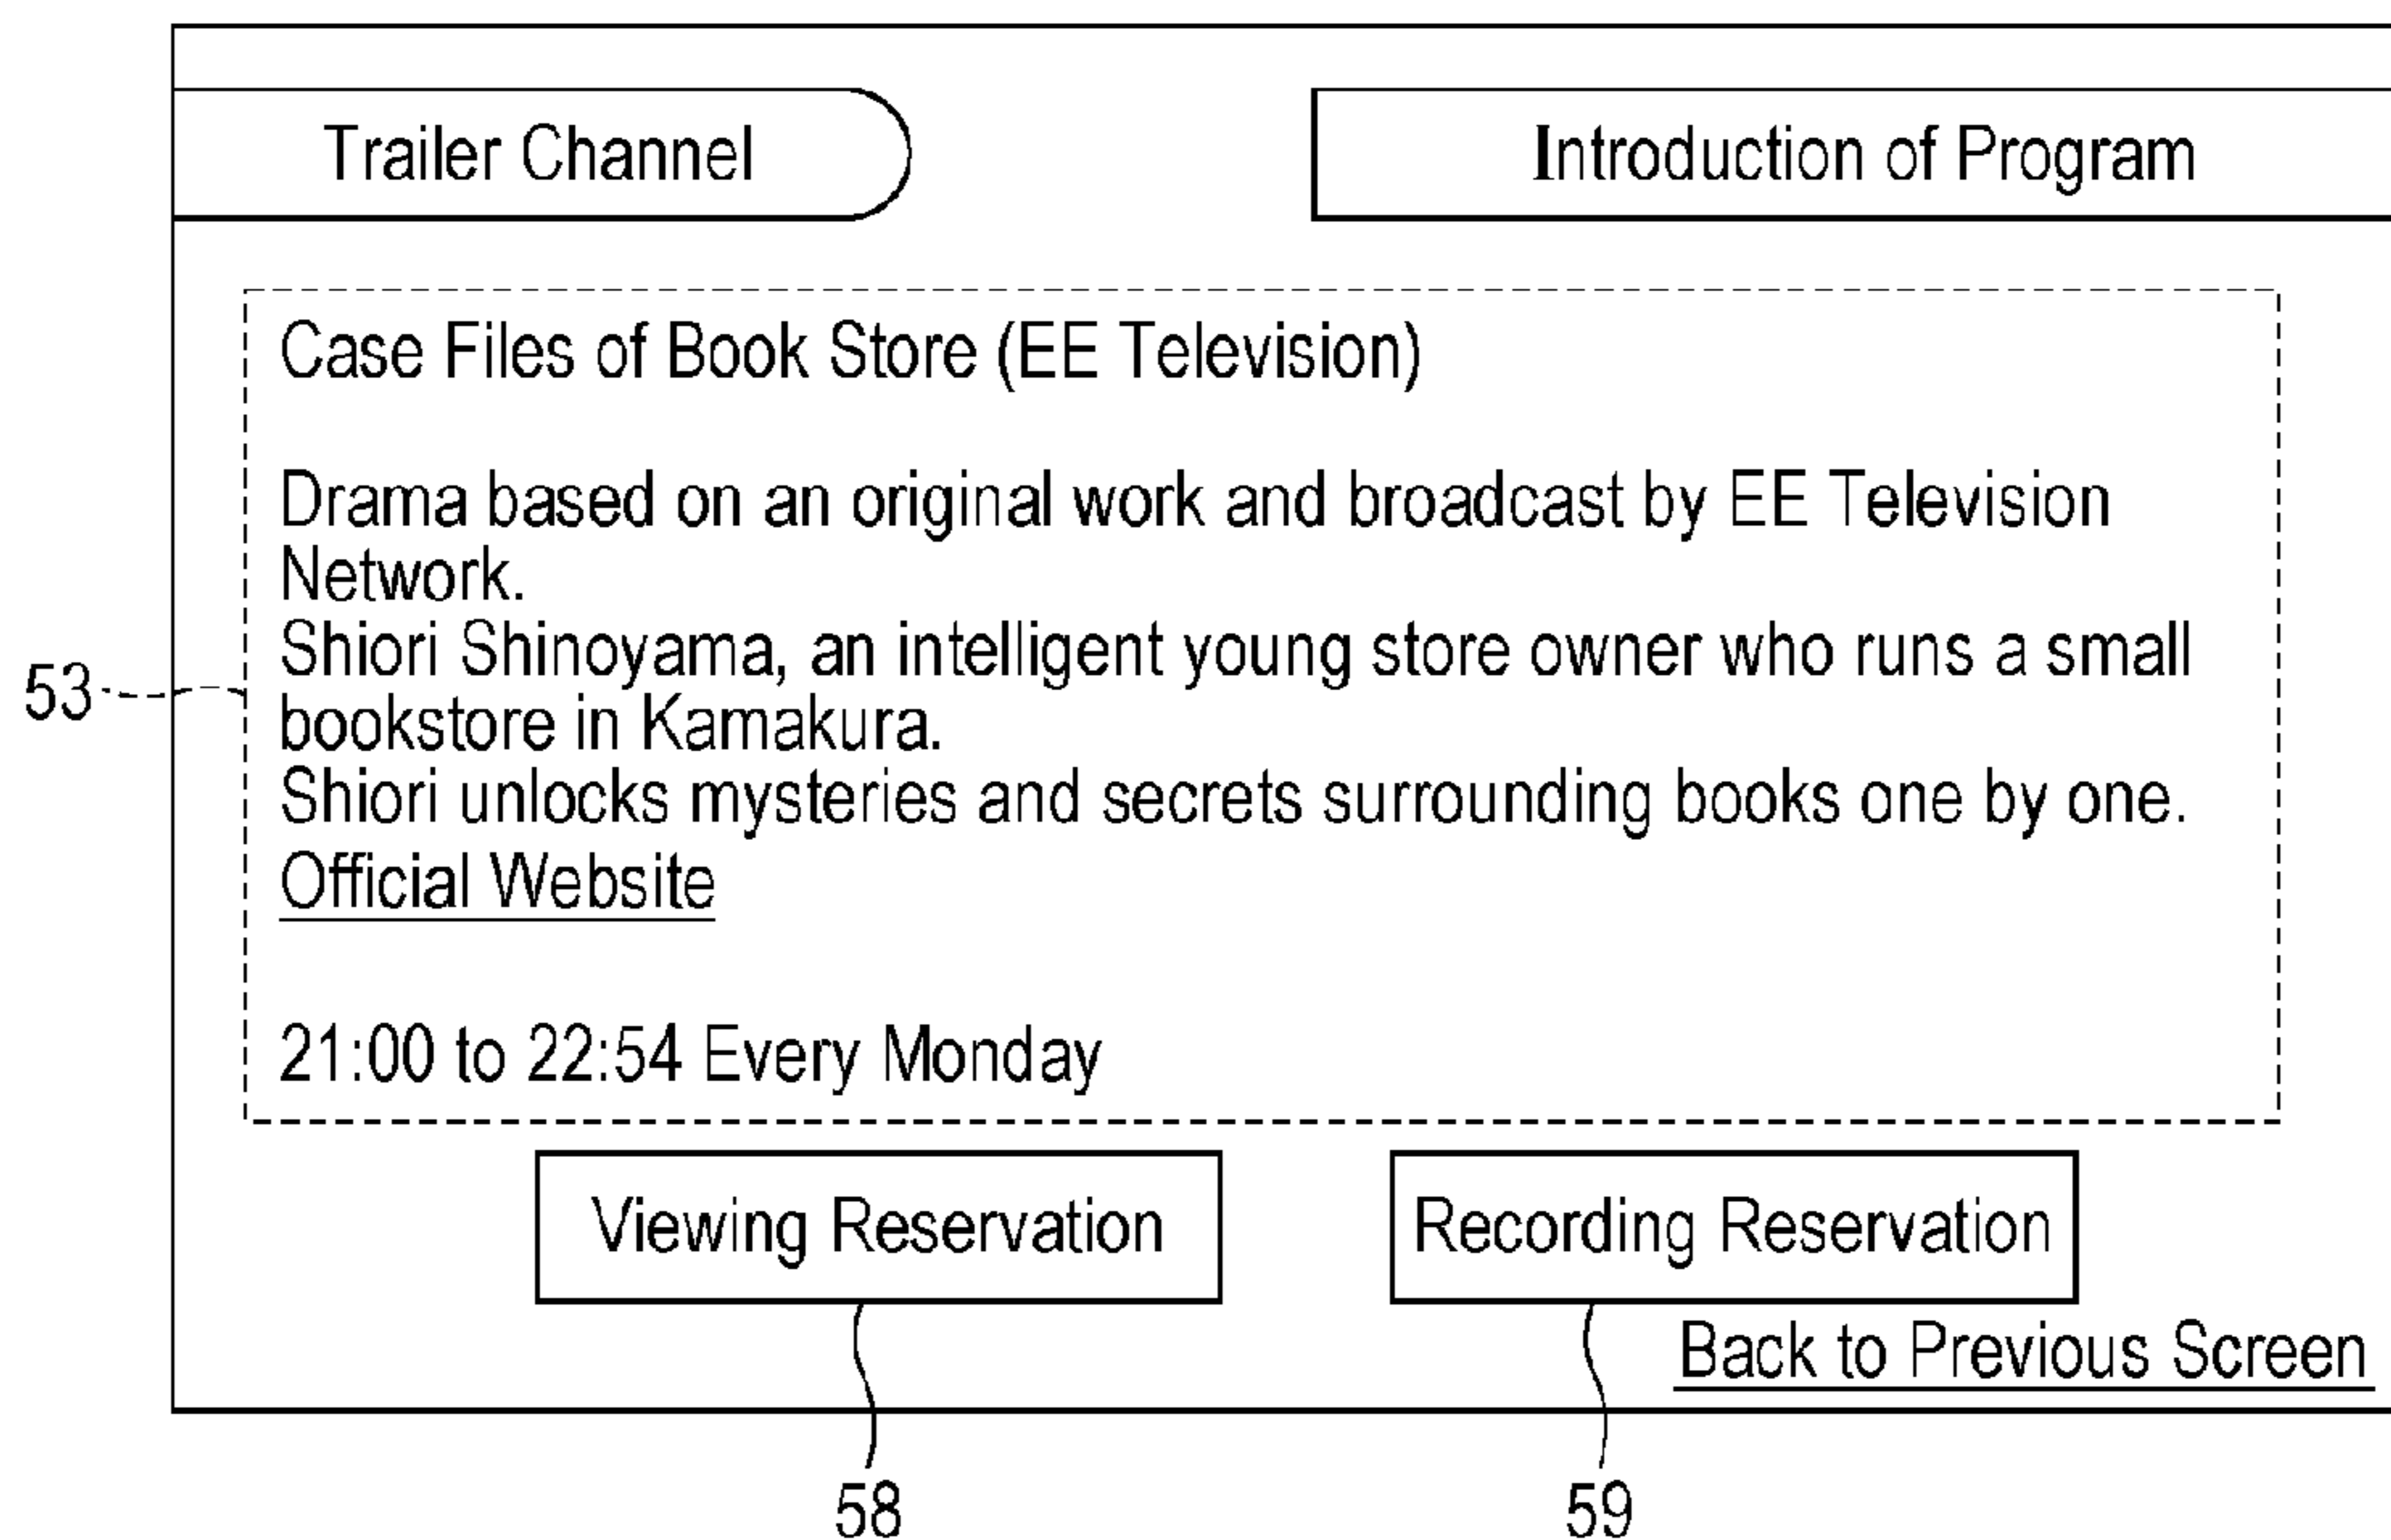 Trailer Channel
Introduction of Program
Case Files of Book Store (EE Television)
Drama based on an original work and broadcast by EE Television
Network.
Shiori Shinoyama, an intelligent young store owner who runs a small
bookstore in Kamakura.
Shiori unlocks mysteries and secrets surrounding books one by one.
Official Website
21:00 to 22:54 Every Monday
53
Viewing Reservation
Recording Reservation
Back to Previous Screen
58
59